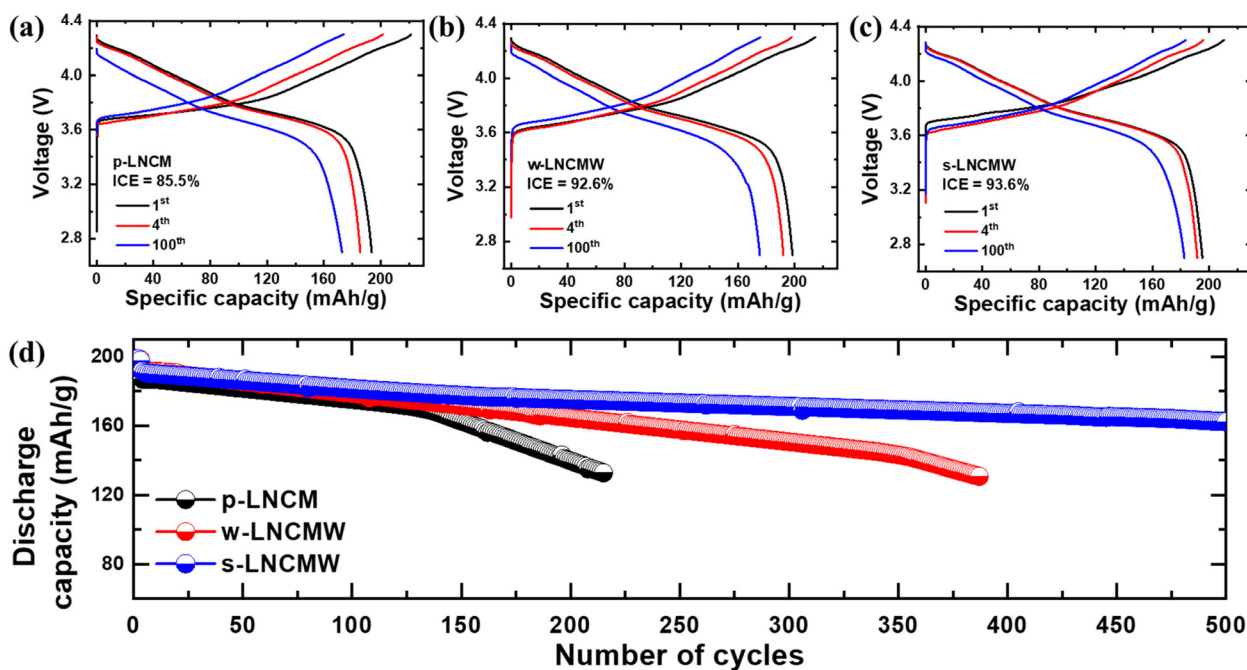 (a)
4.4
4.0
3.6
3.2
2.8
Voltage (V)
p-LNCM
ICE = 85.5%
1st
4th
100th
0 40 80 120 160 200
Specific capacity (mAh/g)
(b)
4.4
4.0
3.6
3.2
2.8
Voltage (V)
w-LNCMW
ICE = 92.6%
1st
4th
100th
0 40 80 120 160 200
Specific capacity (mAh/g)
(c)
4.4
4.0
3.6
3.2
2.8
Voltage (V)
s-LNCMW
ICE = 93.6%
1st
4th
100th
0 40 80 120 160 200
Specific capacity (mAh/g)
(d)
200
160
120
80
Discharge
capacity (mAh/g)
p-LNCM
w-LNCMW
s-LNCMW
0 50 100 150 200 250 300 350 400 450 500
Number of cycles